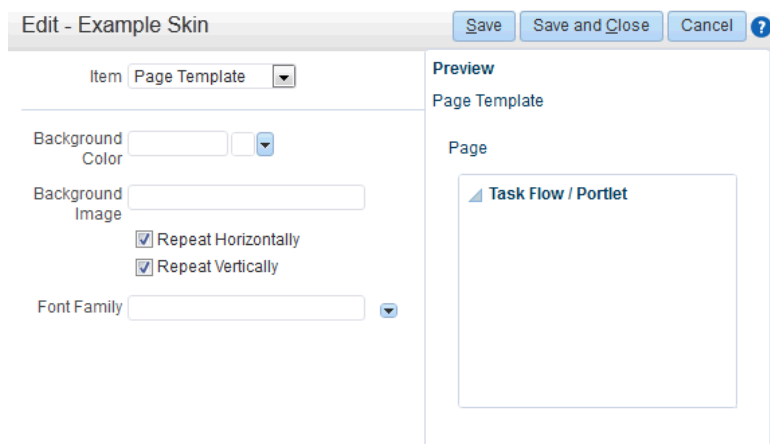 Edit - Example Skin
Save
Save and Close
Cancel
?
Item
Page Template
Background
Color
Background
Image
Repeat Horizontally
Repeat Vertically
Font Family
Preview
Page Template
Page
Task Flow / Portlet